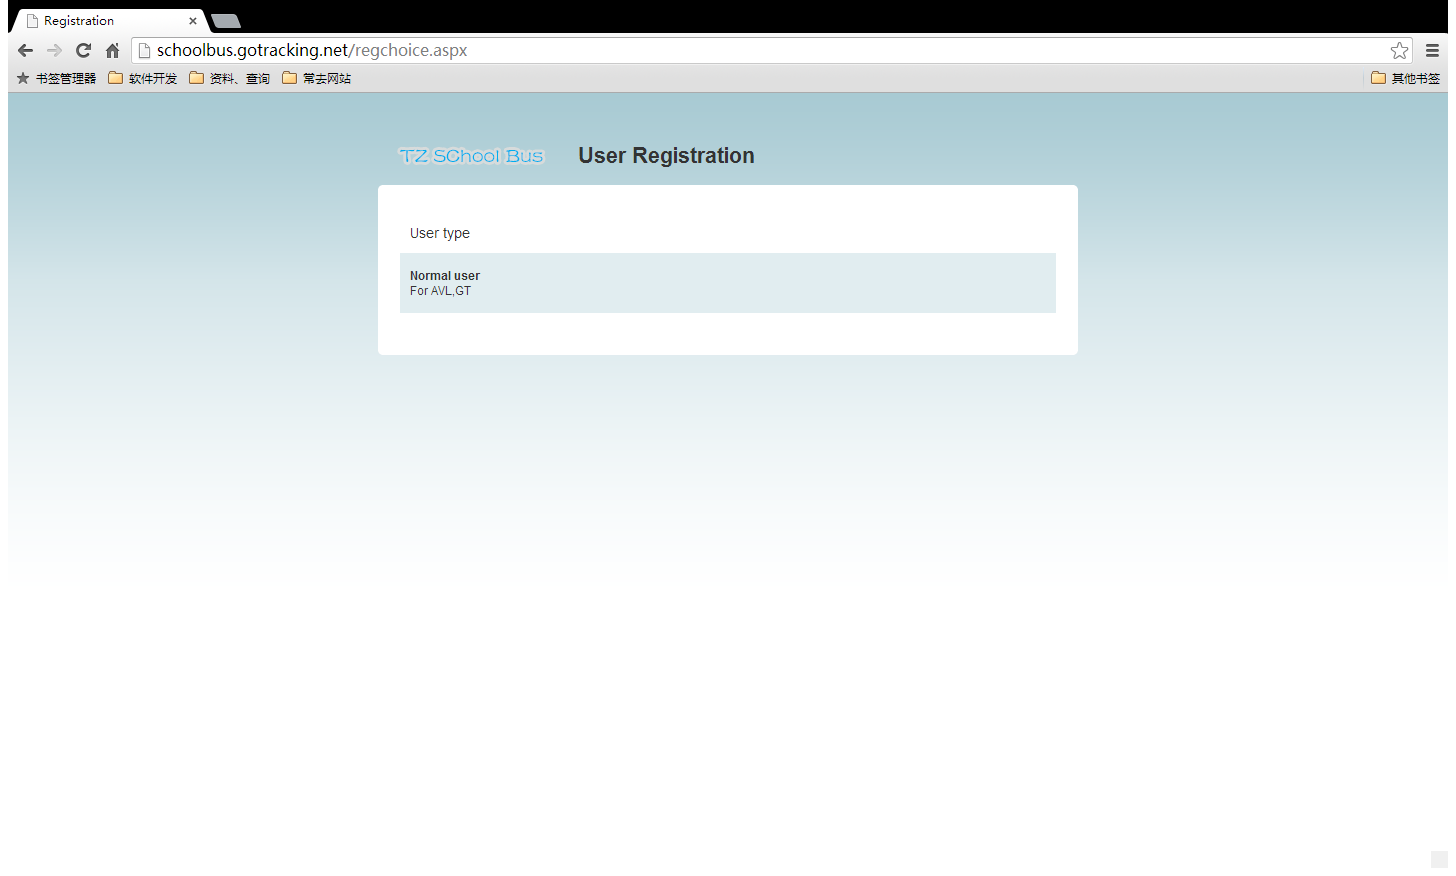 Registration
schoolbus.gotracking.net/regchoice.aspx
书签管理器 软件开发 资料、查询 常去网站 其他书签
TZ SChool Bus User Registration
User type
Normal user
For AVL,GT